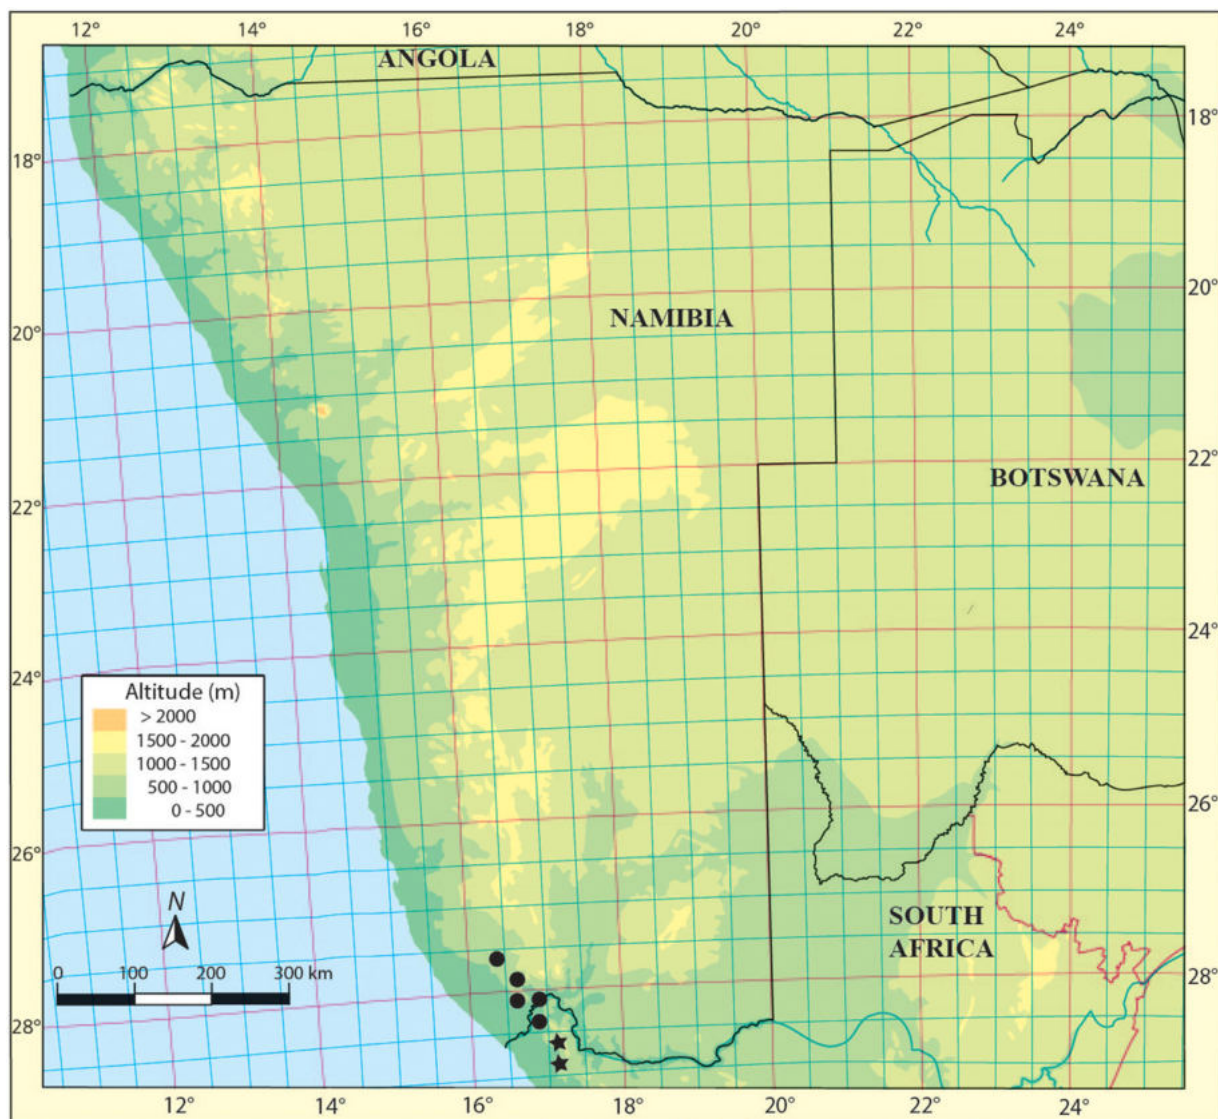 12° 14° 16° 18° 20° 22° 24°
ANGOLA
18° 18°
20° 20°
NAMIBIA
22° 22°
BOTSWANA
24° 24°
Altitude (m)
> 2000
1500 - 2000
1000 - 1500
500 - 1000
0 - 500
26° 26°
N
SOUTH
AFRICA
0 100 200 300 km
28° 28°
12° 14° 16° 18° 20° 22° 24°